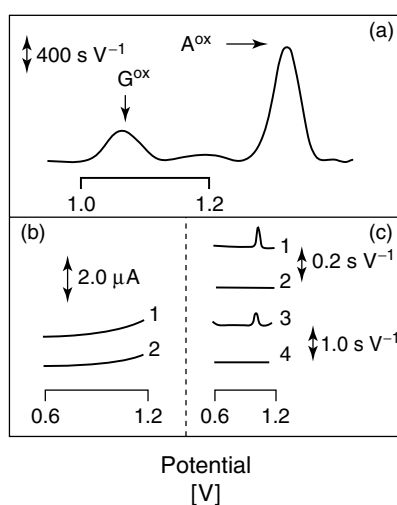 (a)
400 s V⁻¹
Aᵒˣ
Gᵒˣ
1.0 1.2
(b)
2.0 μA
1
2
0.6 1.2
(c)
1
0.2 s V⁻¹
2
3
1.0 s V⁻¹
4
0.6 1.2
Potential
[V]